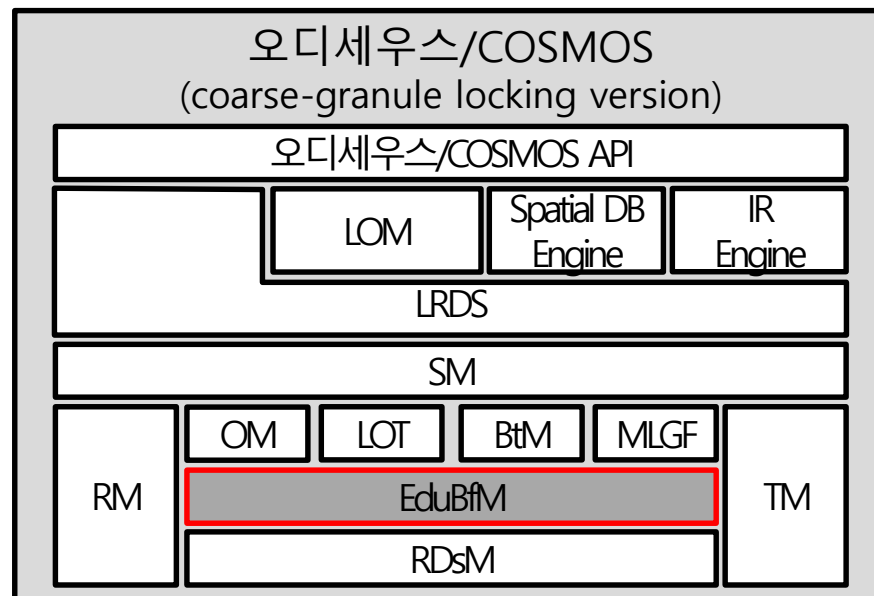 오디세우스/COSMOS
(coarse-granule locking version)
오디세우스/COSMOS API
LOM
Spatial DB
Engine
IR
Engine
LRDS
SM
OM
LOT
BtM
MLGF
RM
EduBfM
TM
RDsM